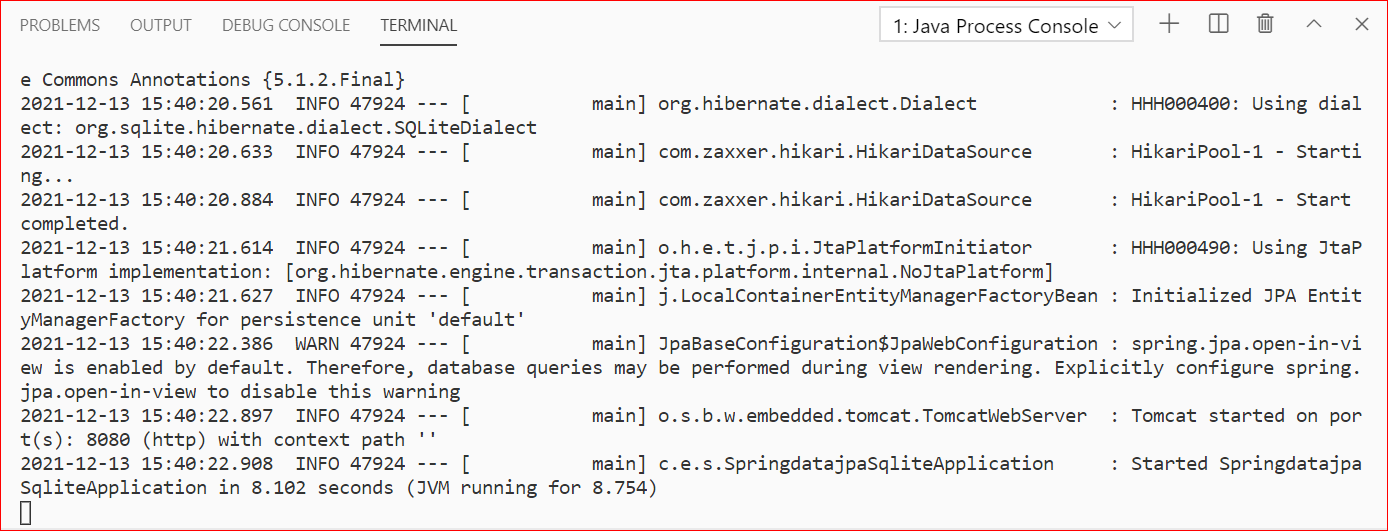 PROBLEMS OUTPUT DEBUG CONSOLE TERMINAL 1: Java Process Console
e Commons Annotations {5.1.2.Final}
2021-12-13 15:40:20.561  INFO 47924 --- [           main] org.hibernate.dialect.Dialect            : HHH000400: Using dial
ect: org.sqlite.hibernate.dialect.SQLiteDialect
2021-12-13 15:40:20.633  INFO 47924 --- [           main] com.zaxxer.hikari.HikariDataSource       : HikariPool-1 - Starti
ng...
2021-12-13 15:40:20.884  INFO 47924 --- [           main] com.zaxxer.hikari.HikariDataSource       : HikariPool-1 - Start
completed.
2021-12-13 15:40:21.614  INFO 47924 --- [           main] o.h.e.t.j.p.i.JtaPlatformInitiator       : HHH000490: Using JtaP
latform implementation: [org.hibernate.engine.transaction.jta.platform.internal.NoJtaPlatform]
2021-12-13 15:40:21.627  INFO 47924 --- [           main] j.LocalContainerEntityManagerFactoryBean : Initialized JPA Entit
yManagerFactory for persistence unit 'default'
2021-12-13 15:40:22.386  WARN 47924 --- [           main] JpaBaseConfiguration$JpaWebConfiguration : spring.jpa.open-in-vi
ew is enabled by default. Therefore, database queries may be performed during view rendering. Explicitly configure spring.
jpa.open-in-view to disable this warning
2021-12-13 15:40:22.897  INFO 47924 --- [           main] o.s.b.w.embedded.tomcat.TomcatWebServer  : Tomcat started on por
t(s): 8080 (http) with context path ''
2021-12-13 15:40:22.908  INFO 47924 --- [           main] c.e.s.SpringdatajpaSqliteApplication     : Started Springdatajpa
SqliteApplication in 8.102 seconds (JVM running for 8.754)